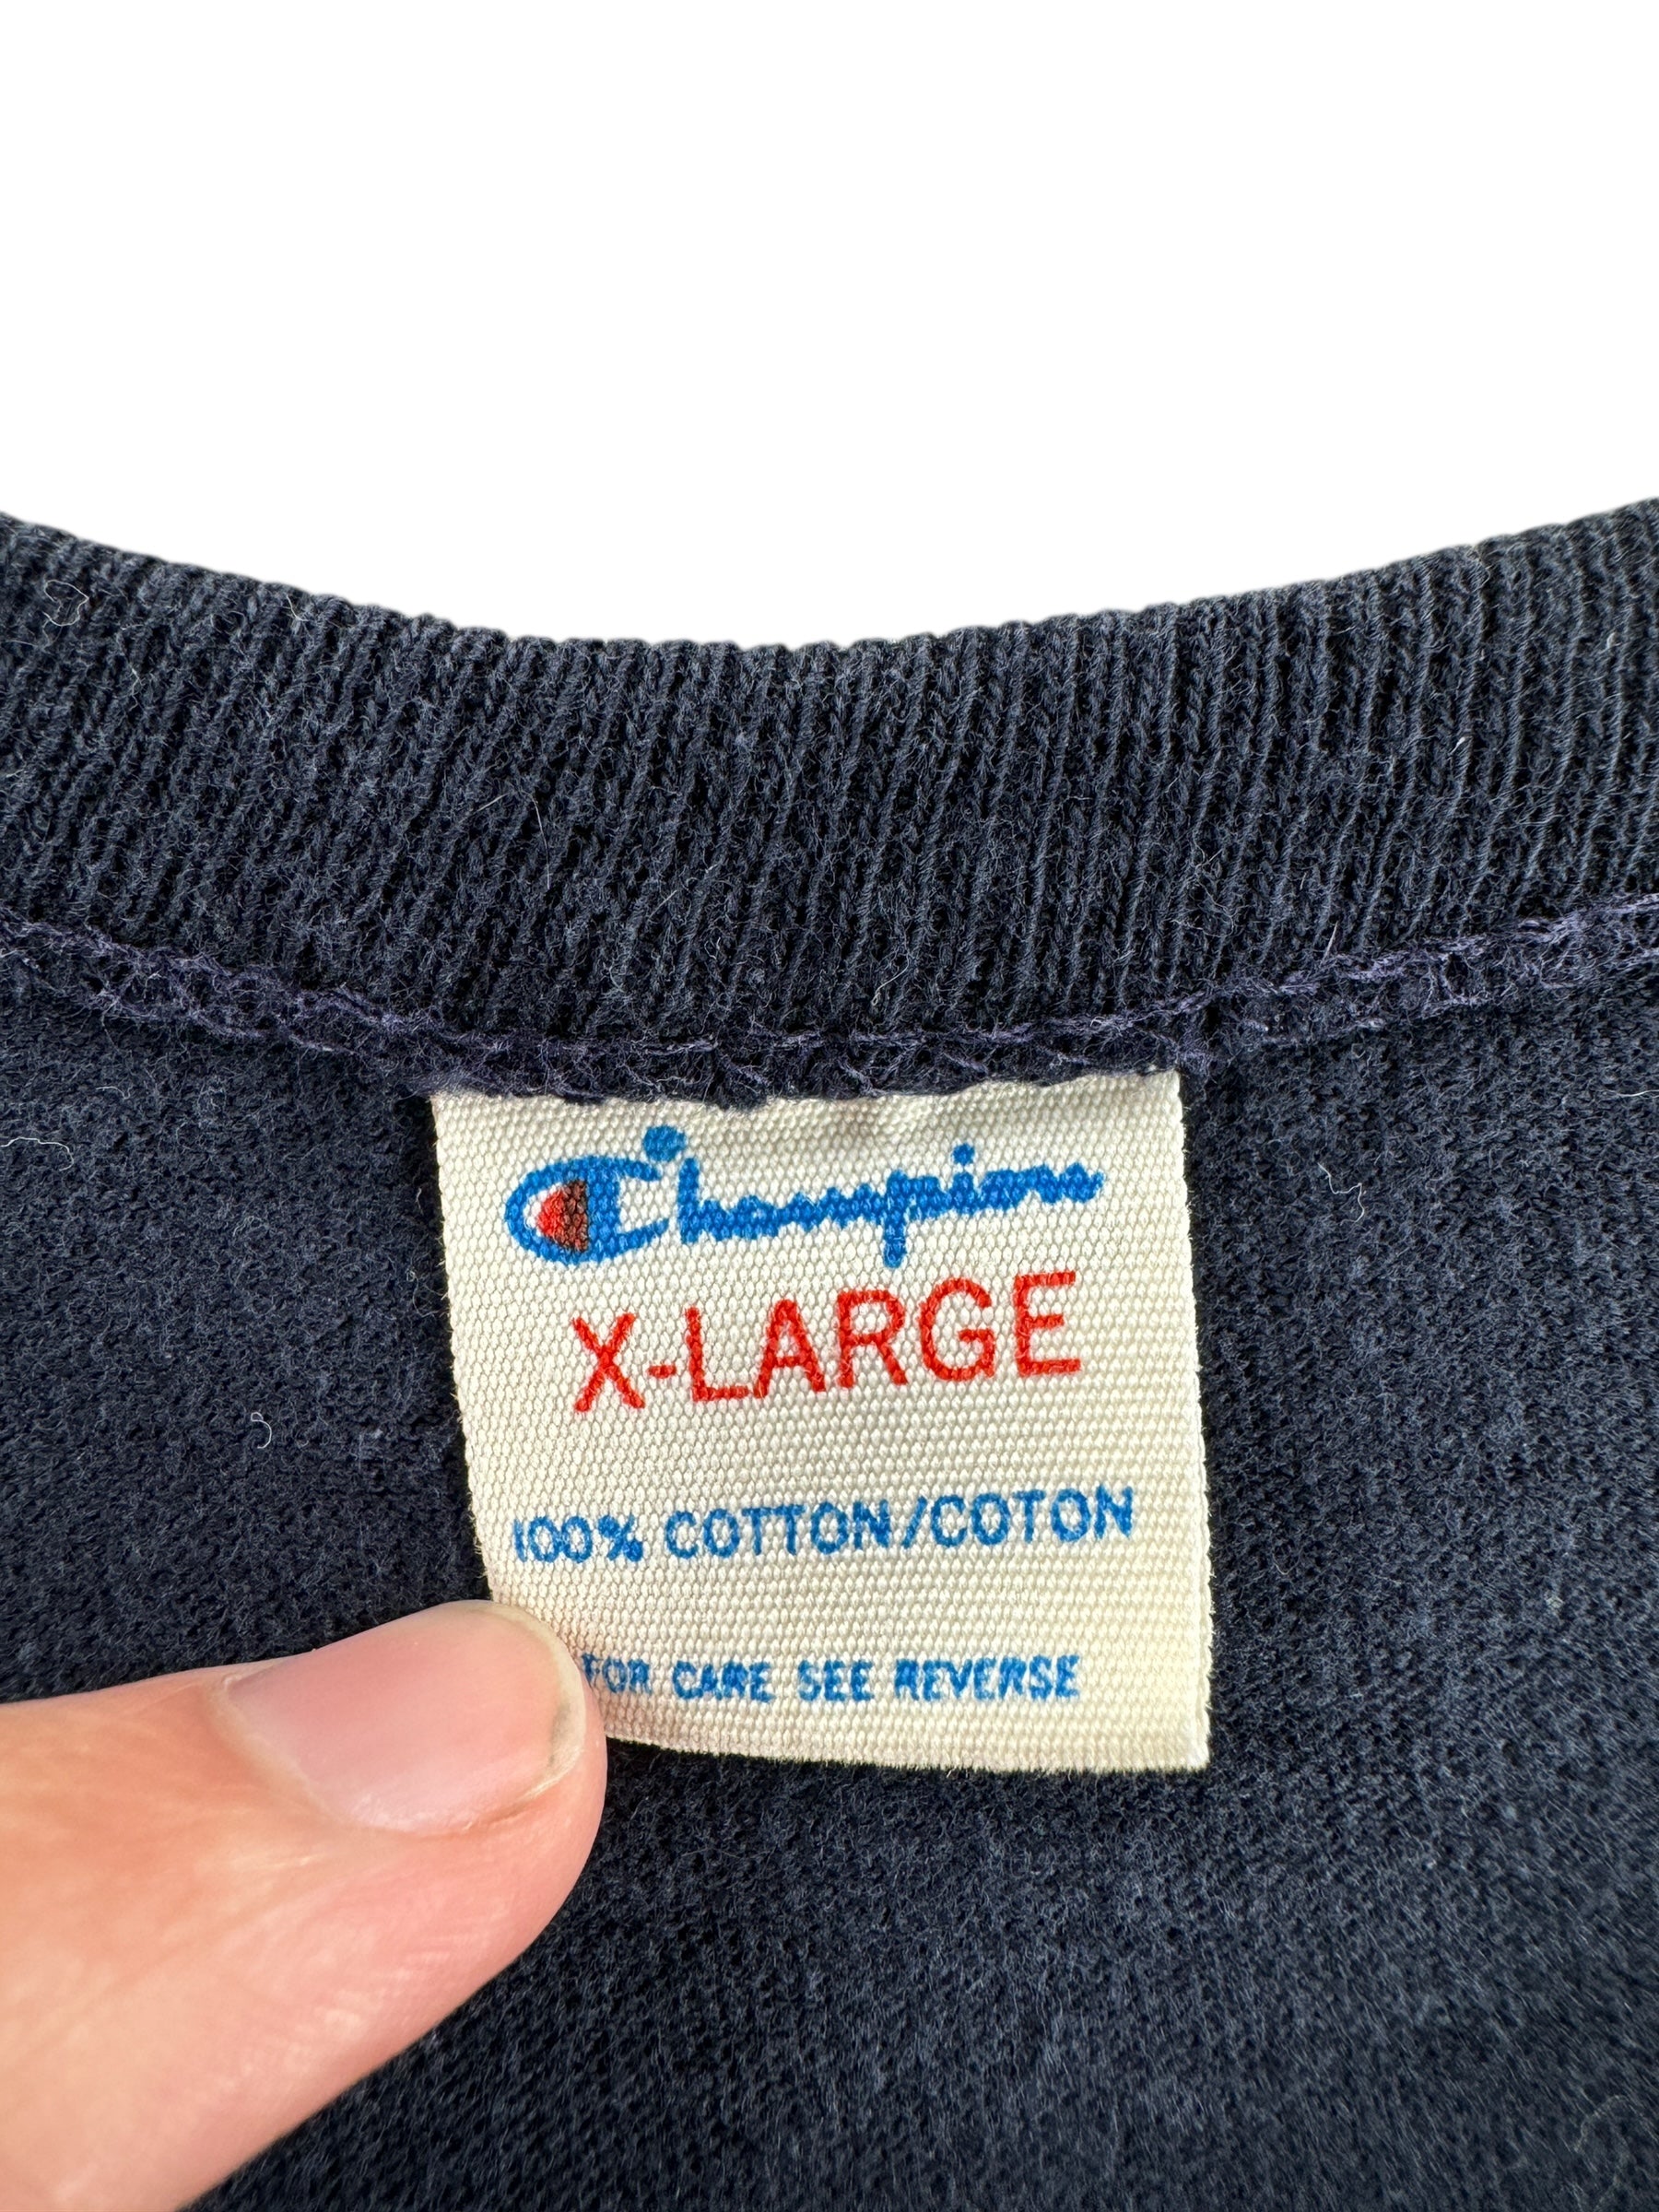 Champion
X-LARGE
100% COTTON/COTON
FOR CARE SEE REVERSE